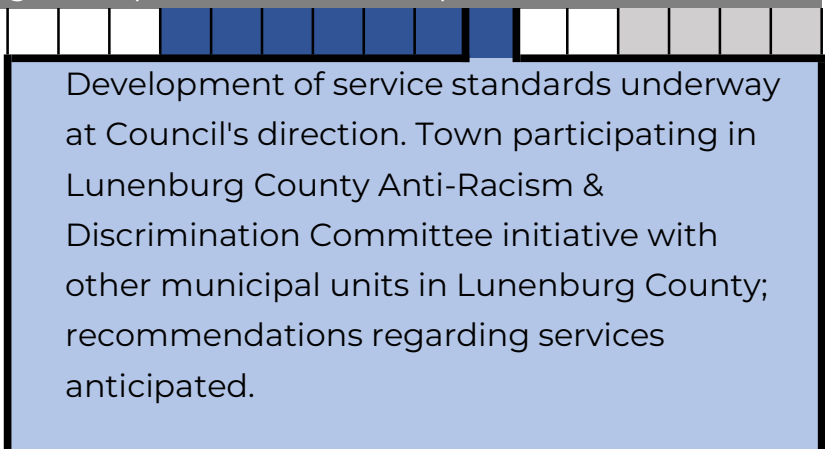 Development of service standards underway
at Council's direction. Town participating in
Lunenburg County Anti-Racism &
Discrimination Committee initiative with
other municipal units in Lunenburg County;
recommendations regarding services
anticipated.